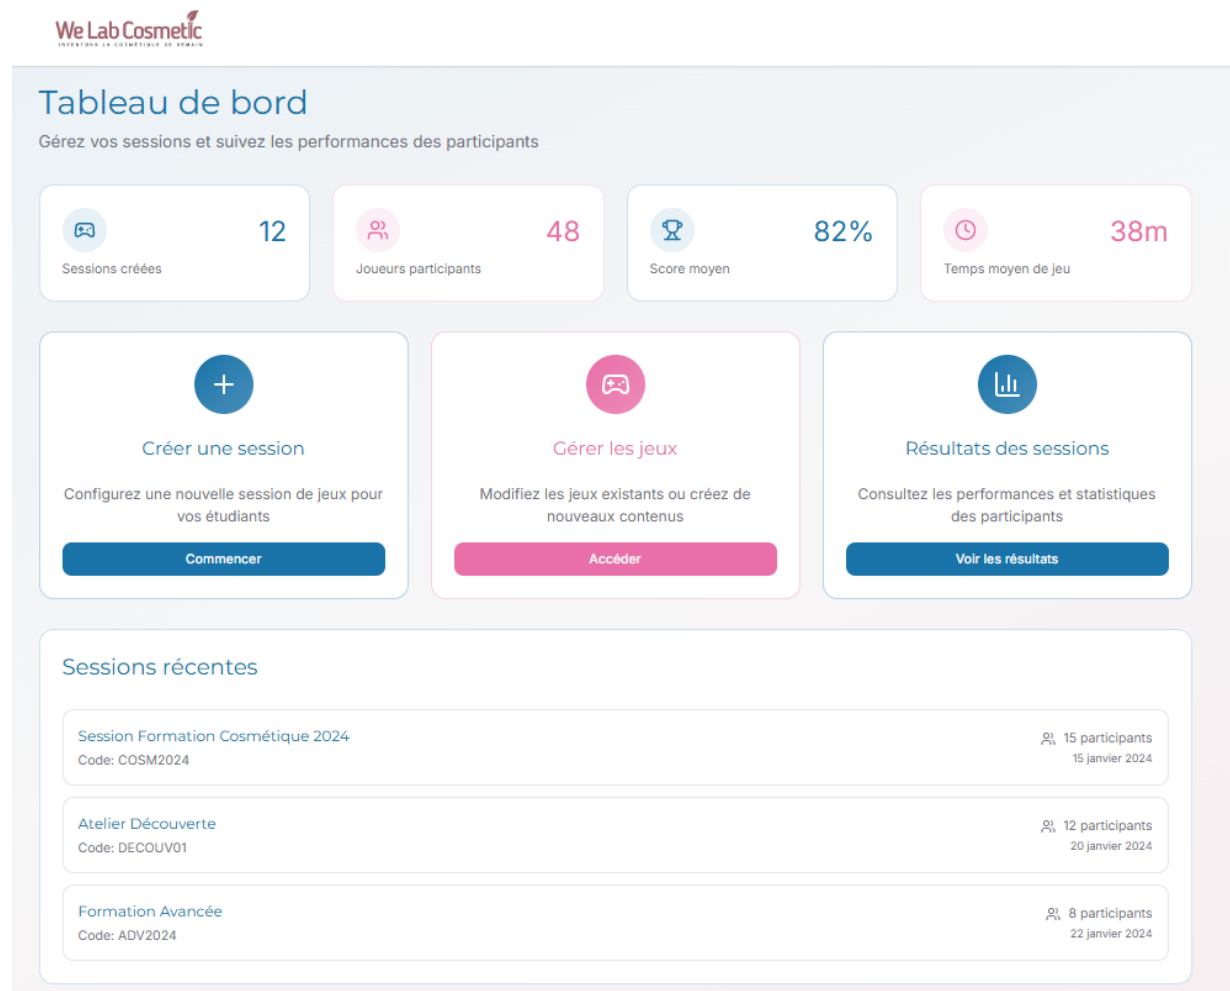 We Lab Cosmetic
INVENTONS LA COSMÉTIQUE DE DEMAIN
Tableau de bord
Gérez vos sessions et suivez les performances des participants
12
Sessions créées
48
Joueurs participants
82%
Score moyen
38m
Temps moyen de jeu
Créer une session
Configurez une nouvelle session de jeux pour
vos étudiants
Commencer
Gérer les jeux
Modifiez les jeux existants ou créez de
nouveaux contenus
Accéder
Résultats des sessions
Consultez les performances et statistiques
des participants
Voir les résultats
Sessions récentes
Session Formation Cosmétique 2024
15 participants
Code: COSM2024
15 janvier 2024
Atelier Découverte
12 participants
Code: DECOUV01
20 janvier 2024
Formation Avancée
8 participants
Code: ADV2024
22 janvier 2024